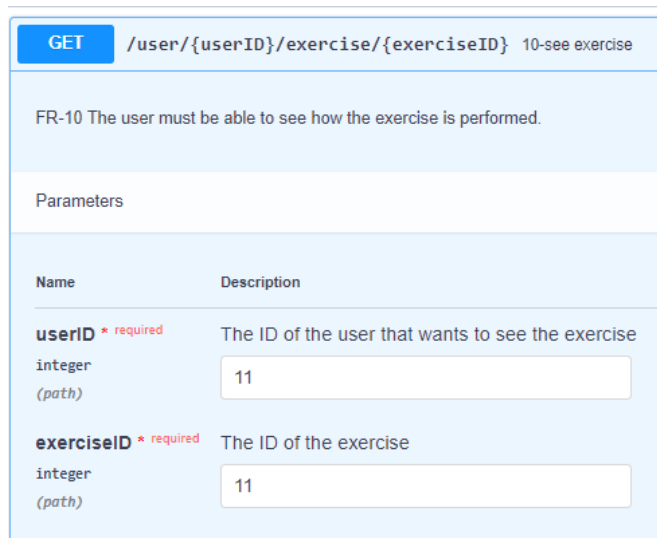 GET /user/{userID}/exercise/{exerciseID} 10-see exercise
FR-10 The user must be able to see how the exercise is performed.
Parameters
Name Description
userID * required The ID of the user that wants to see the exercise
integer
11
(path)
exerciseID * required The ID of the exercise
integer
11
(path)